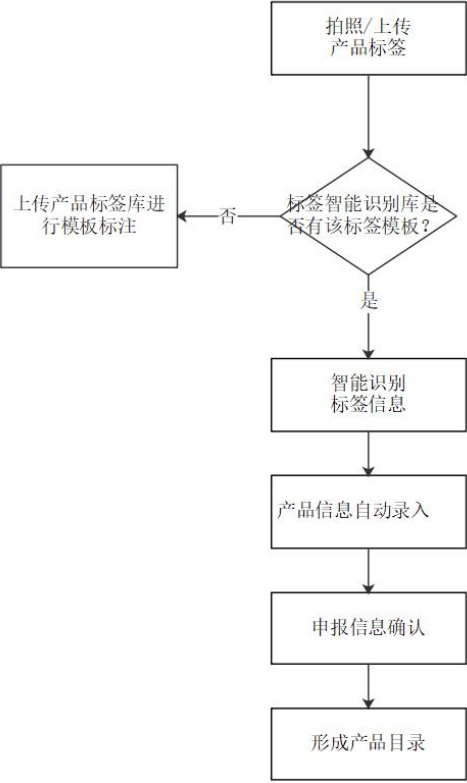 拍照/上传
产品标签
标签智能识别库是
否有该标签模板？
否
上传产品标签库进
行模板标注
是
智能识别
标签信息
产品信息自动录入
申报信息确认
形成产品目录